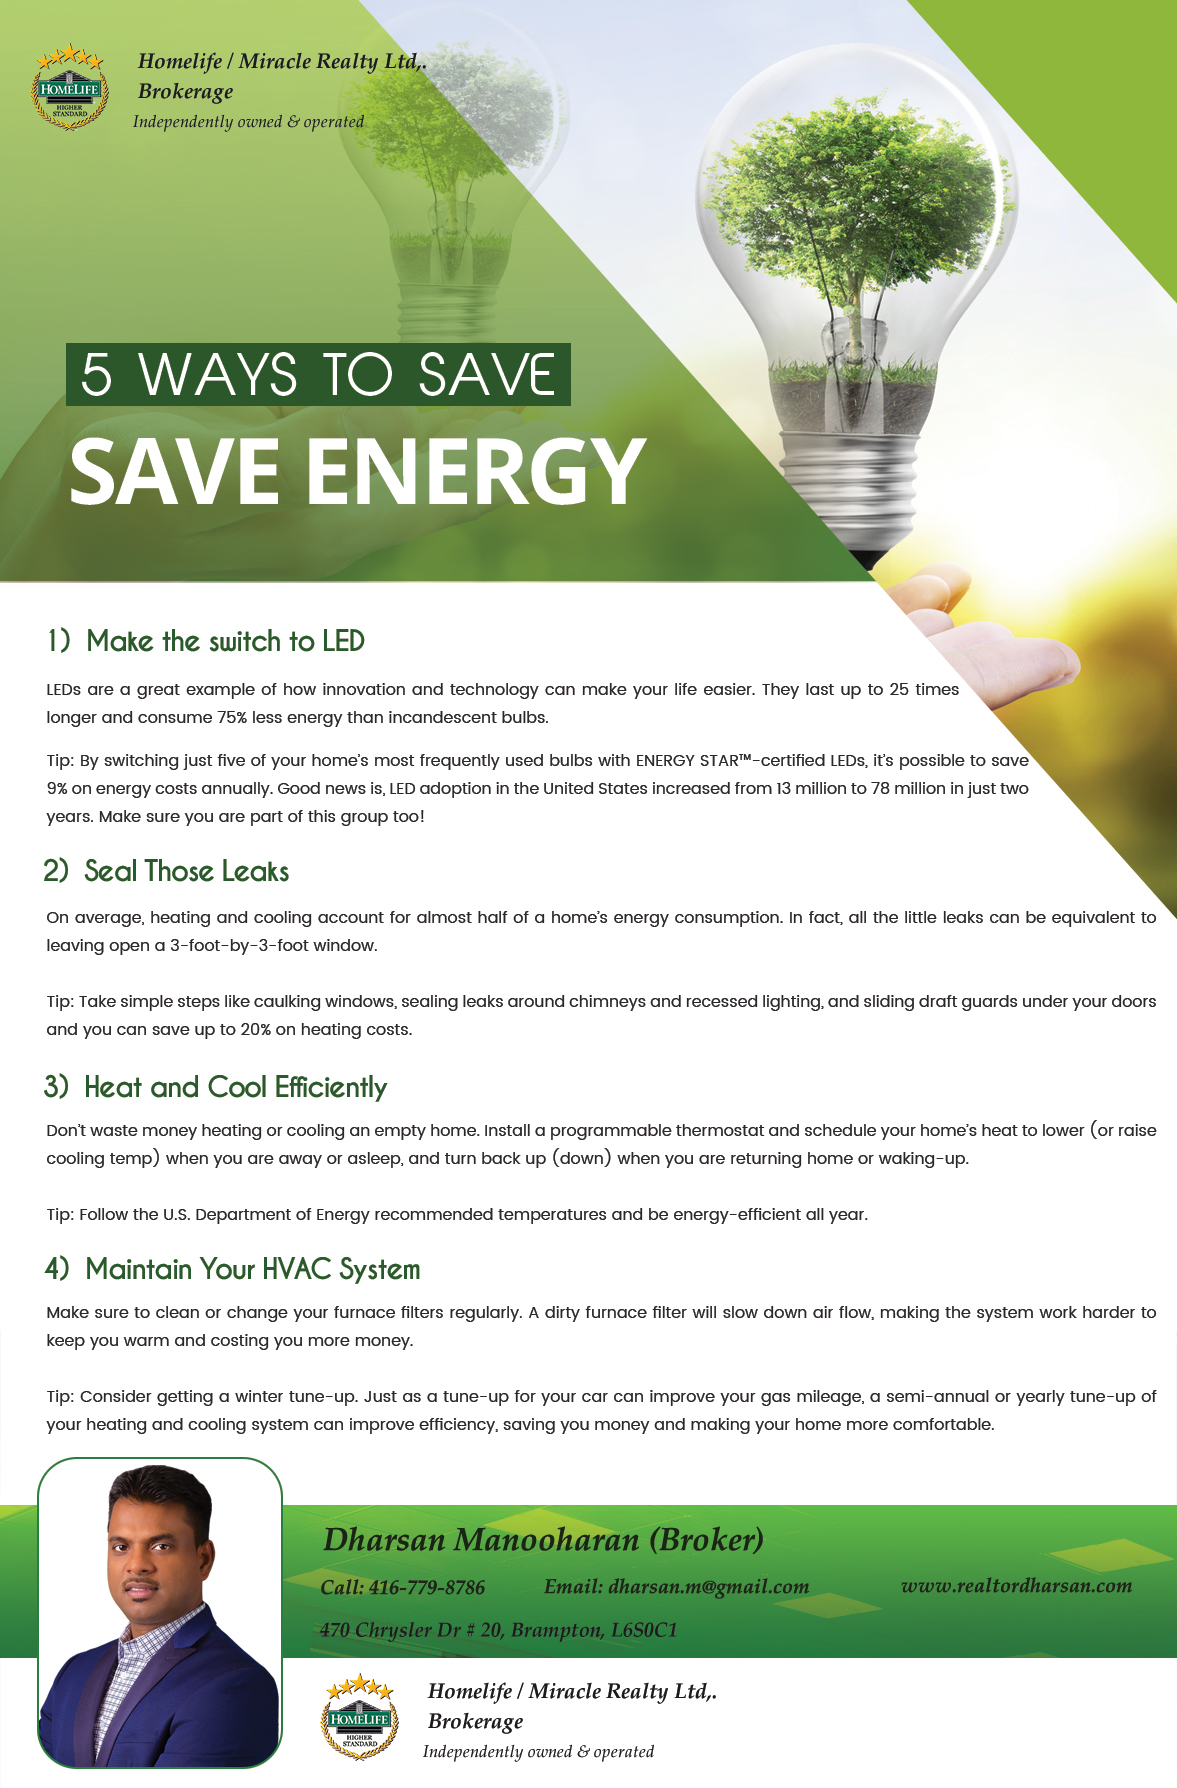 HOMELIFE
HIGHER
STANDARD
Homelife / Miracle Realty Ltd,.
Brokerage
Independently owned & operated
5 WAYS TO SAVE
SAVE ENERGY
1) Make the switch to LED
LEDs are a great example of how innovation and technology can make your life easier. They last up to 25 times
longer and consume 75% less energy than incandescent bulbs.
Tip: By switching just five of your home's most frequently used bulbs with ENERGY STAR™-certified LEDs, it's possible to save
9% on energy costs annually. Good news is, LED adoption in the United States increased from 13 million to 78 million in just two
years. Make sure you are part of this group too!
2) Seal Those Leaks
On average, heating and cooling account for almost half of a home's energy consumption. In fact, all the little leaks can be equivalent to
leaving open a 3-foot-by-3-foot window.
Tip: Take simple steps like caulking windows, sealing leaks around chimneys and recessed lighting, and sliding draft guards under your doors
and you can save up to 20% on heating costs.
3) Heat and Cool Efficiently
Don't waste money heating or cooling an empty home. Install a programmable thermostat and schedule your home's heat to lower (or raise
cooling temp) when you are away or asleep, and turn back up (down) when you are returning home or waking-up.
Tip: Follow the U.S. Department of Energy recommended temperatures and be energy-efficient all year.
4) Maintain Your HVAC System
Make sure to clean or change your furnace filters regularly. A dirty furnace filter will slow down air flow, making the system work harder to
keep you warm and costing you more money.
Tip: Consider getting a winter tune-up. Just as a tune-up for your car can improve your gas mileage, a semi-annual or yearly tune-up of
your heating and cooling system can improve efficiency, saving you money and making your home more comfortable.
Dharsan Manooharan (Broker)
Call: 416-779-8786 Email: dharsan.m@gmail.com www.realtordharsan.com
470 Chrysler Dr # 20, Brampton, L6S0C1
HOMELIFE
HIGHER
STANDARD
Homelife / Miracle Realty Ltd,.
Brokerage
Independently owned & operated